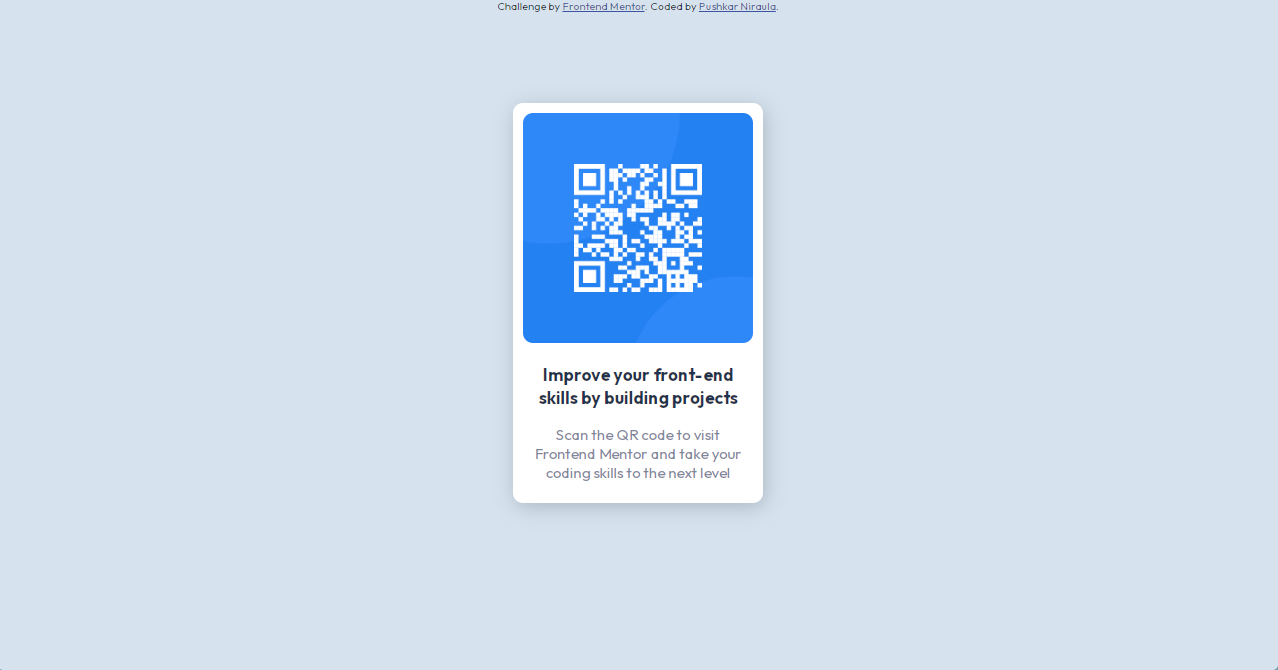 Challenge by Frontend Mentor. Coded by Pushkar Niraula.
Improve your front-end
skills by building projects
Scan the QR code to visit
Frontend Mentor and take your
coding skills to the next level